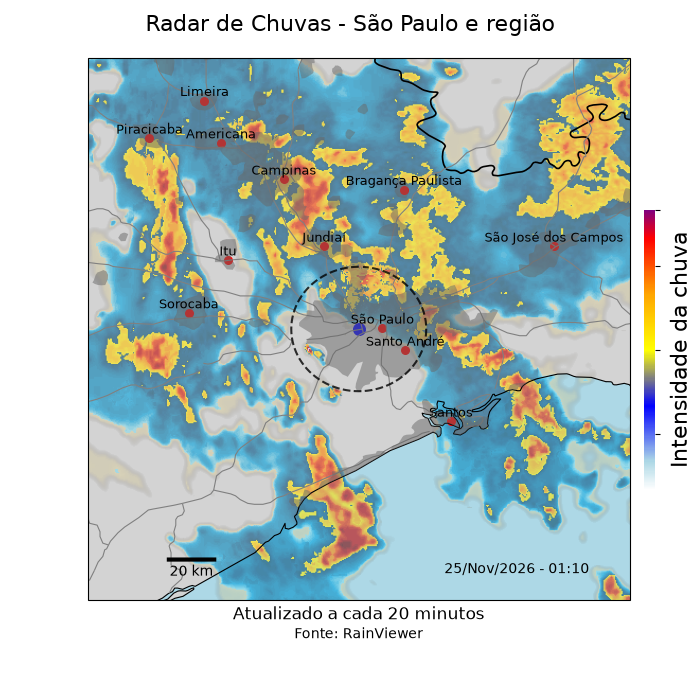 Radar de Chuvas - São Paulo e região
Limeira
Piracicaba
Americana
Campinas
Bragança Paulista
Jundiaí
São José dos Campos
Itu
Sorocaba
São Paulo
Santo André
Santos
Intensidade da chuva
25/Nov/2026 - 01:10
20 km
Atualizado a cada 20 minutos
Fonte: RainViewer